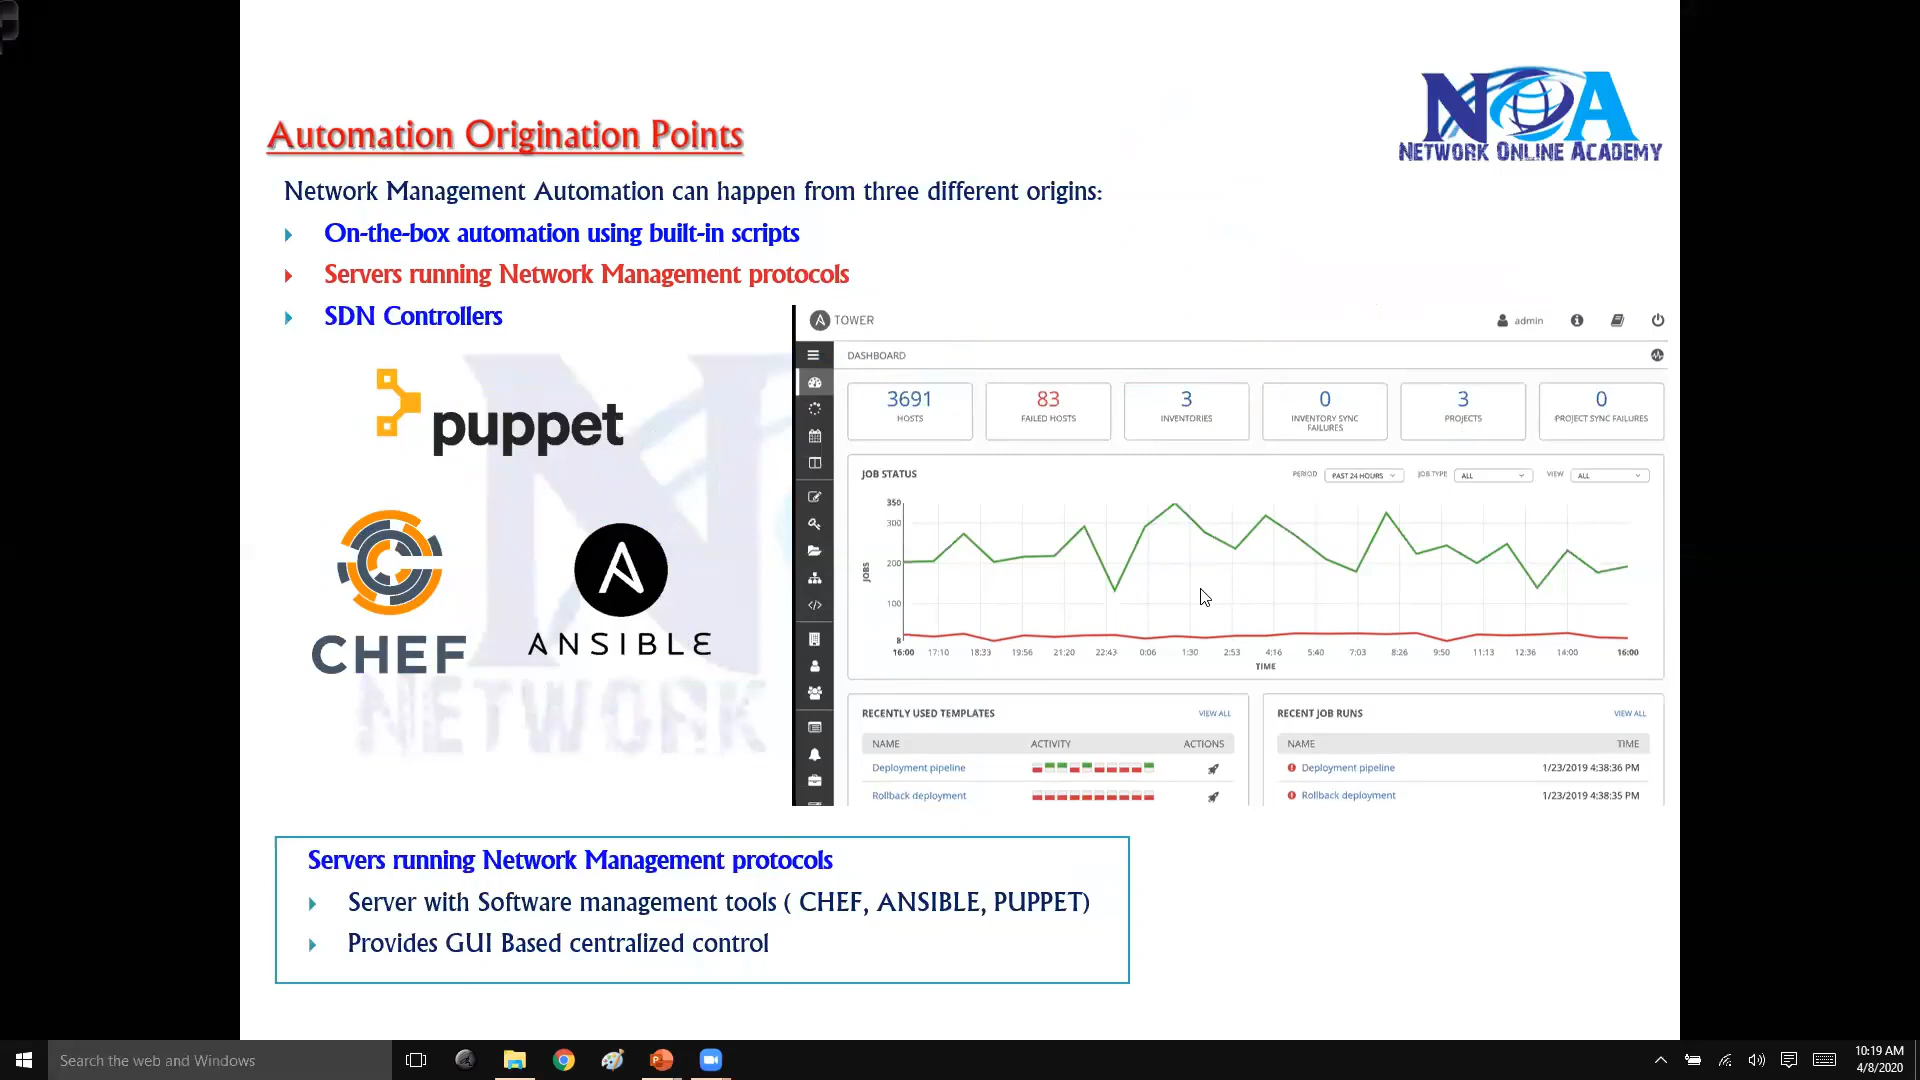 NOA
NETWORK ONLINE ACADEMY
Automation Origination Points
Network Management Automation can happen from three different origins:
On-the-box automation using built-in scripts
Servers running Network Management protocols
SDN Controllers
puppet
CHEF
ANSIBLE
NETWORK
A TOWER
admin
DASHBOARD
3691 83 3 0 3 0
HOSTS FAILED HOSTS INVENTORIES INVENTORY SYNC FAILURES PROJECTS PROJECT SYNC FAILURES
JOB STATUS
PERIOD PAST 24 HOURS JOB TYPE ALL VIEW ALL
350
300
200
100
8
JOBS
16:00 17:10 18:33 19:56 21:20 22:43 0:06 1:30 2:53 4:16 5:40 7:03 8:26 9:50 11:13 12:36 14:00 16:00
TIME
RECENTLY USED TEMPLATES VIEW ALL
NAME ACTIVITY ACTIONS
Deployment pipeline
Rollback deployment
RECENT JOB RUNS VIEW ALL
NAME TIME
Deployment pipeline 1/23/2019 4:38:36 PM
Rollback deployment 1/23/2019 4:38:35 PM
Servers running Network Management protocols
Server with Software management tools ( CHEF, ANSIBLE, PUPPET)
Provides GUI Based centralized control
Search the web and Windows
10:19 AM
4/8/2020